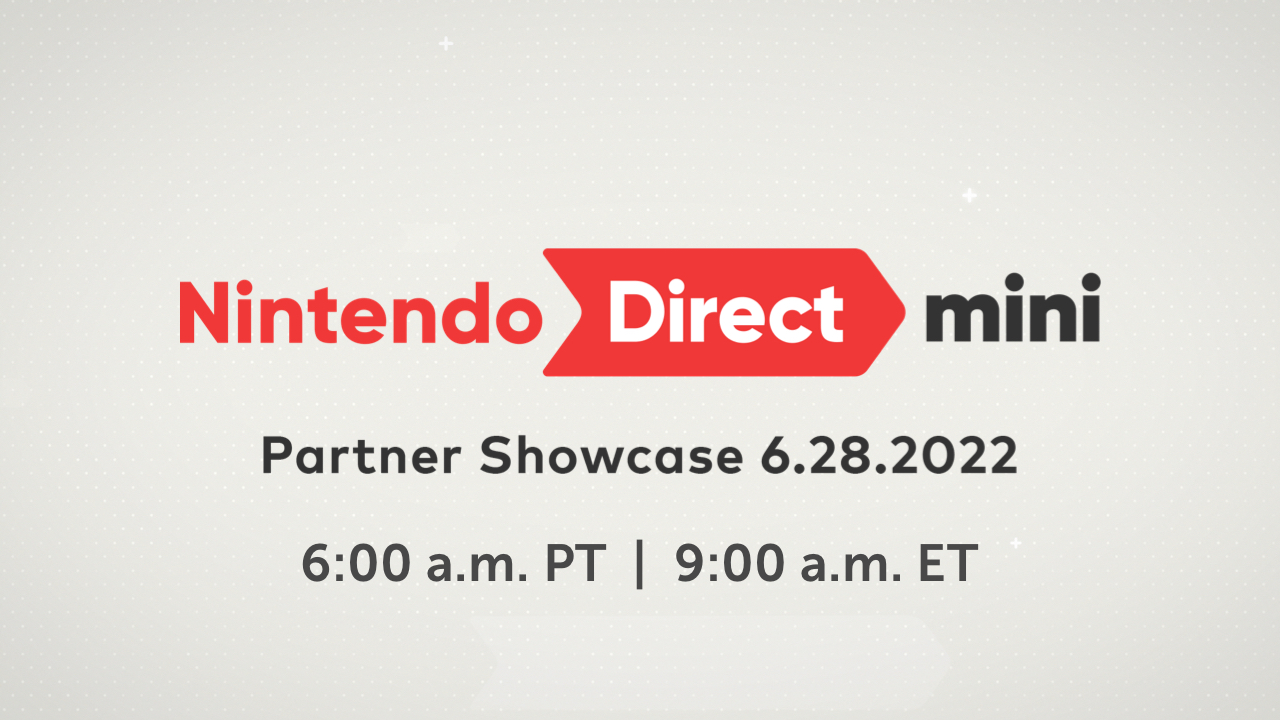 Nintendo Direct mini
Partner Showcase 6.28.2022
6:00 a.m. PT | 9:00 a.m. ET